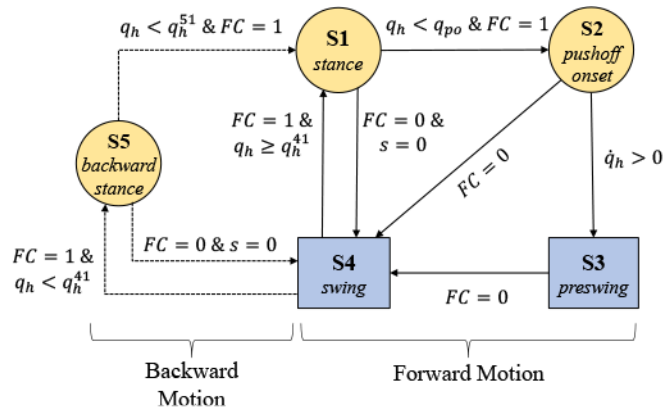 q_h < q_h^{51} & FC = 1
S1
stance
q_h < q_{po} & FC = 1
S2
pushoff
onset
FC = 1 &
q_h ≥ q_h^{41}
FC = 0 &
s = 0
FC = 0
q̇_h > 0
S5
backward
stance
FC = 0 & s = 0
FC = 1 &
q_h < q_h^{41}
S4
swing
FC = 0
S3
preswing
Backward
Motion
Forward Motion